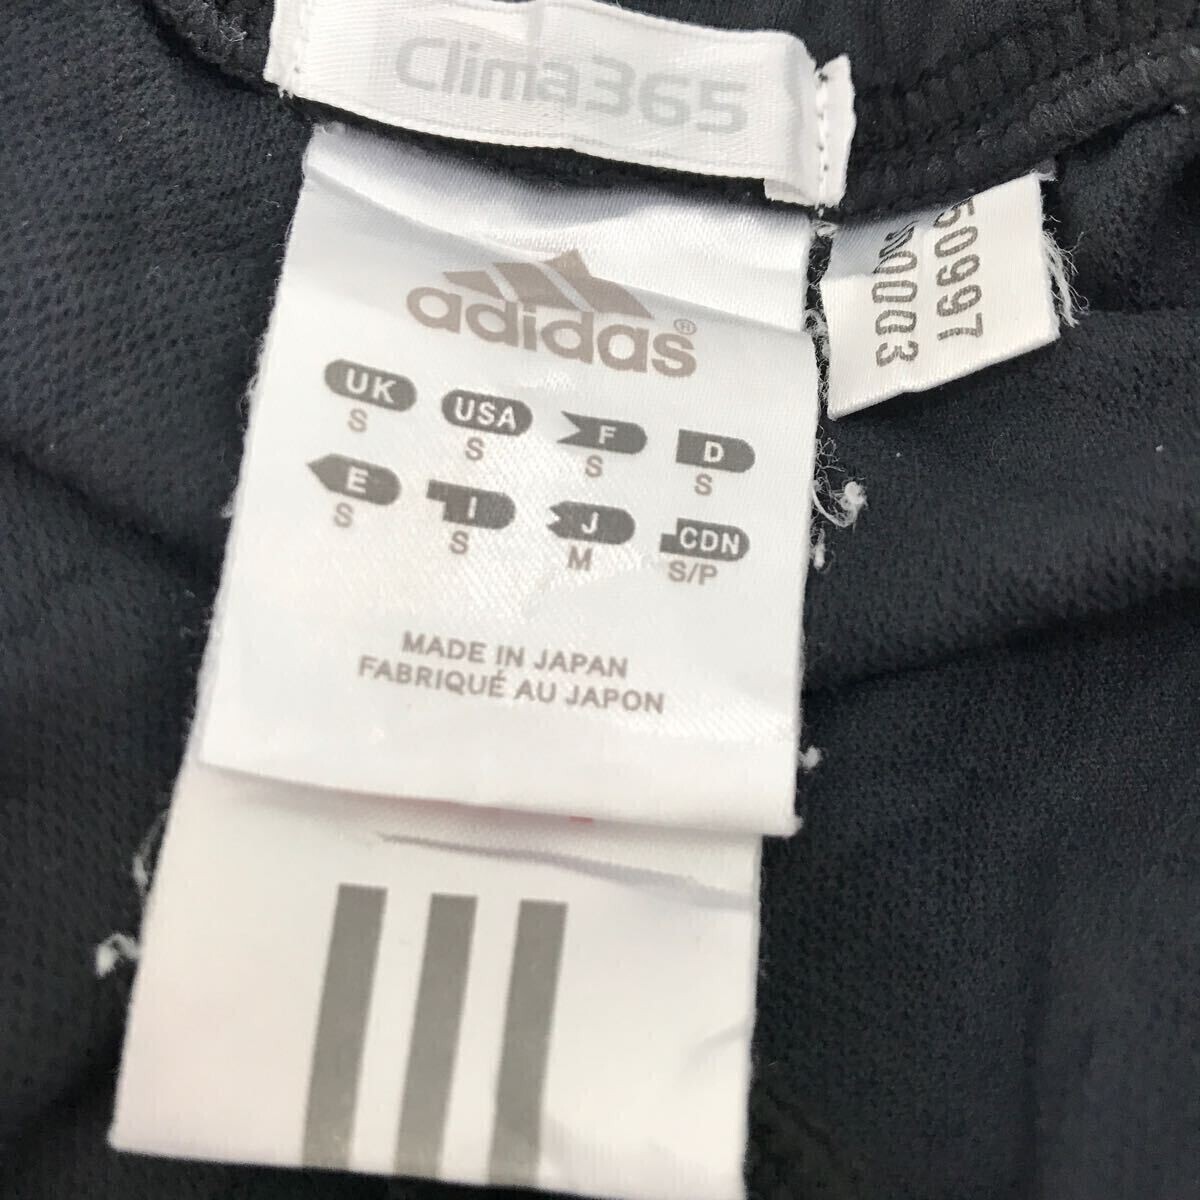 Clima365
adidas®
UK USA F D
S S S S
E I J CDN
S S M S/P
MADE IN JAPAN
FABRIQUÉ AU JAPON
50997
0003